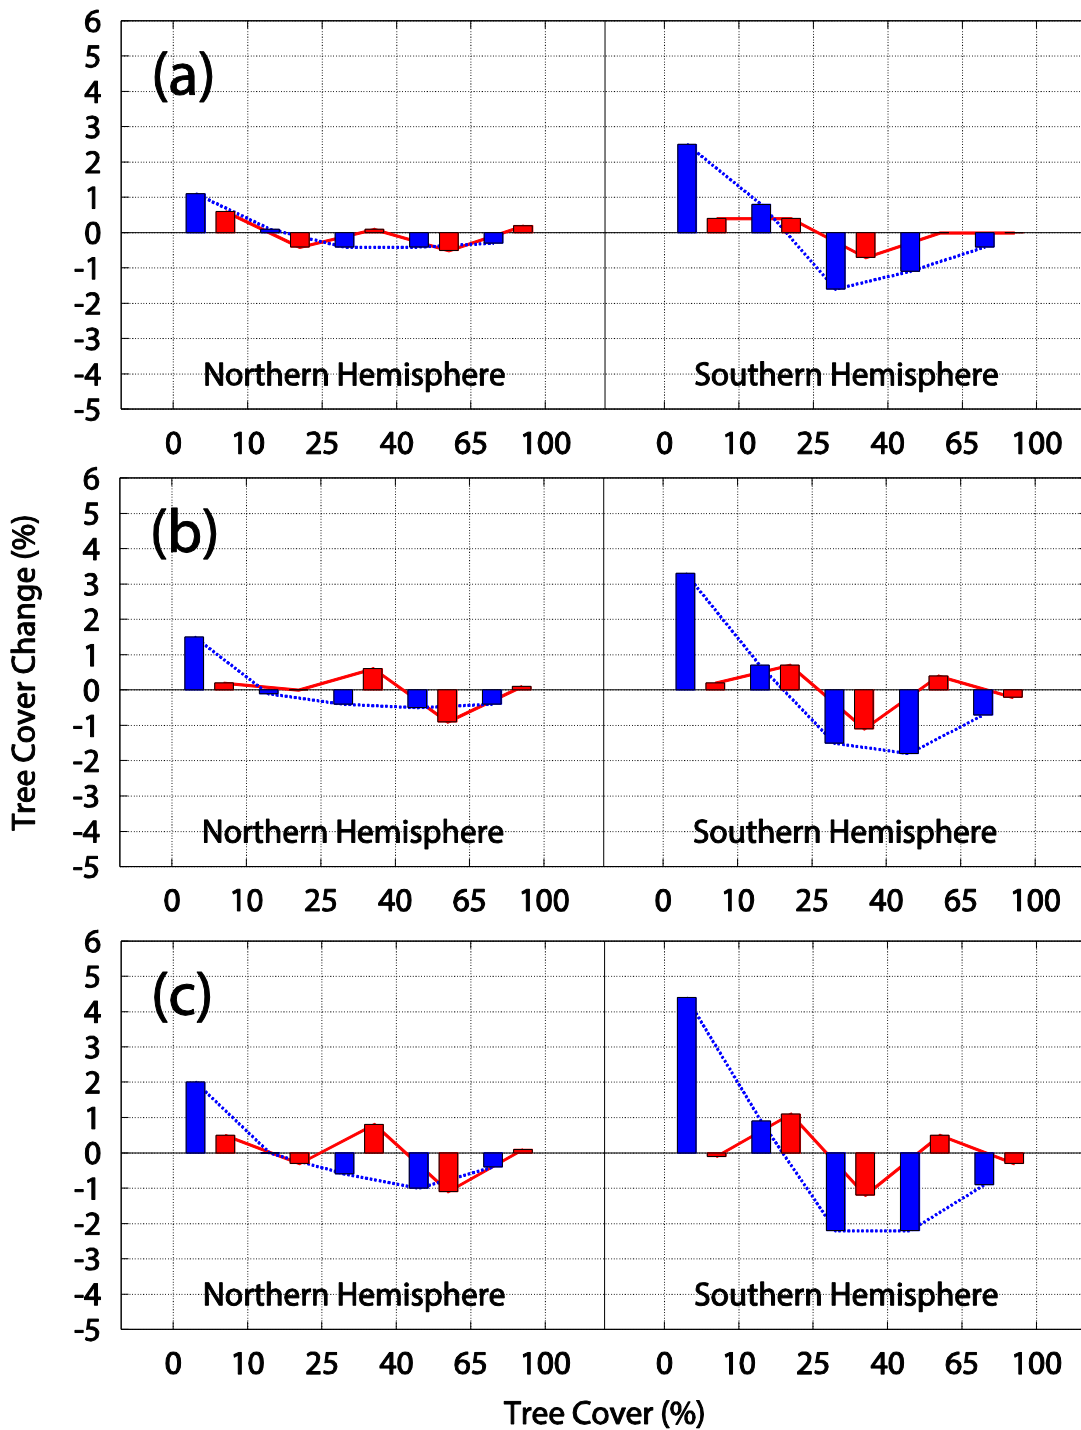 6
5
(a)
4
3
2
1
0
-1
-2
-3
-4
Northern Hemisphere
Southern Hemisphere
-5
0 10 25 40 65 100 0 10 25 40 65 100
6
5
(b)
4
3
2
1
0
-1
-2
-3
-4
Northern Hemisphere
Southern Hemisphere
-5
0 10 25 40 65 100 0 10 25 40 65 100
Tree Cover Change (%)
6
5
(c)
4
3
2
1
0
-1
-2
-3
-4
Northern Hemisphere
Southern Hemisphere
-5
0 10 25 40 65 100 0 10 25 40 65 100
Tree Cover (%)